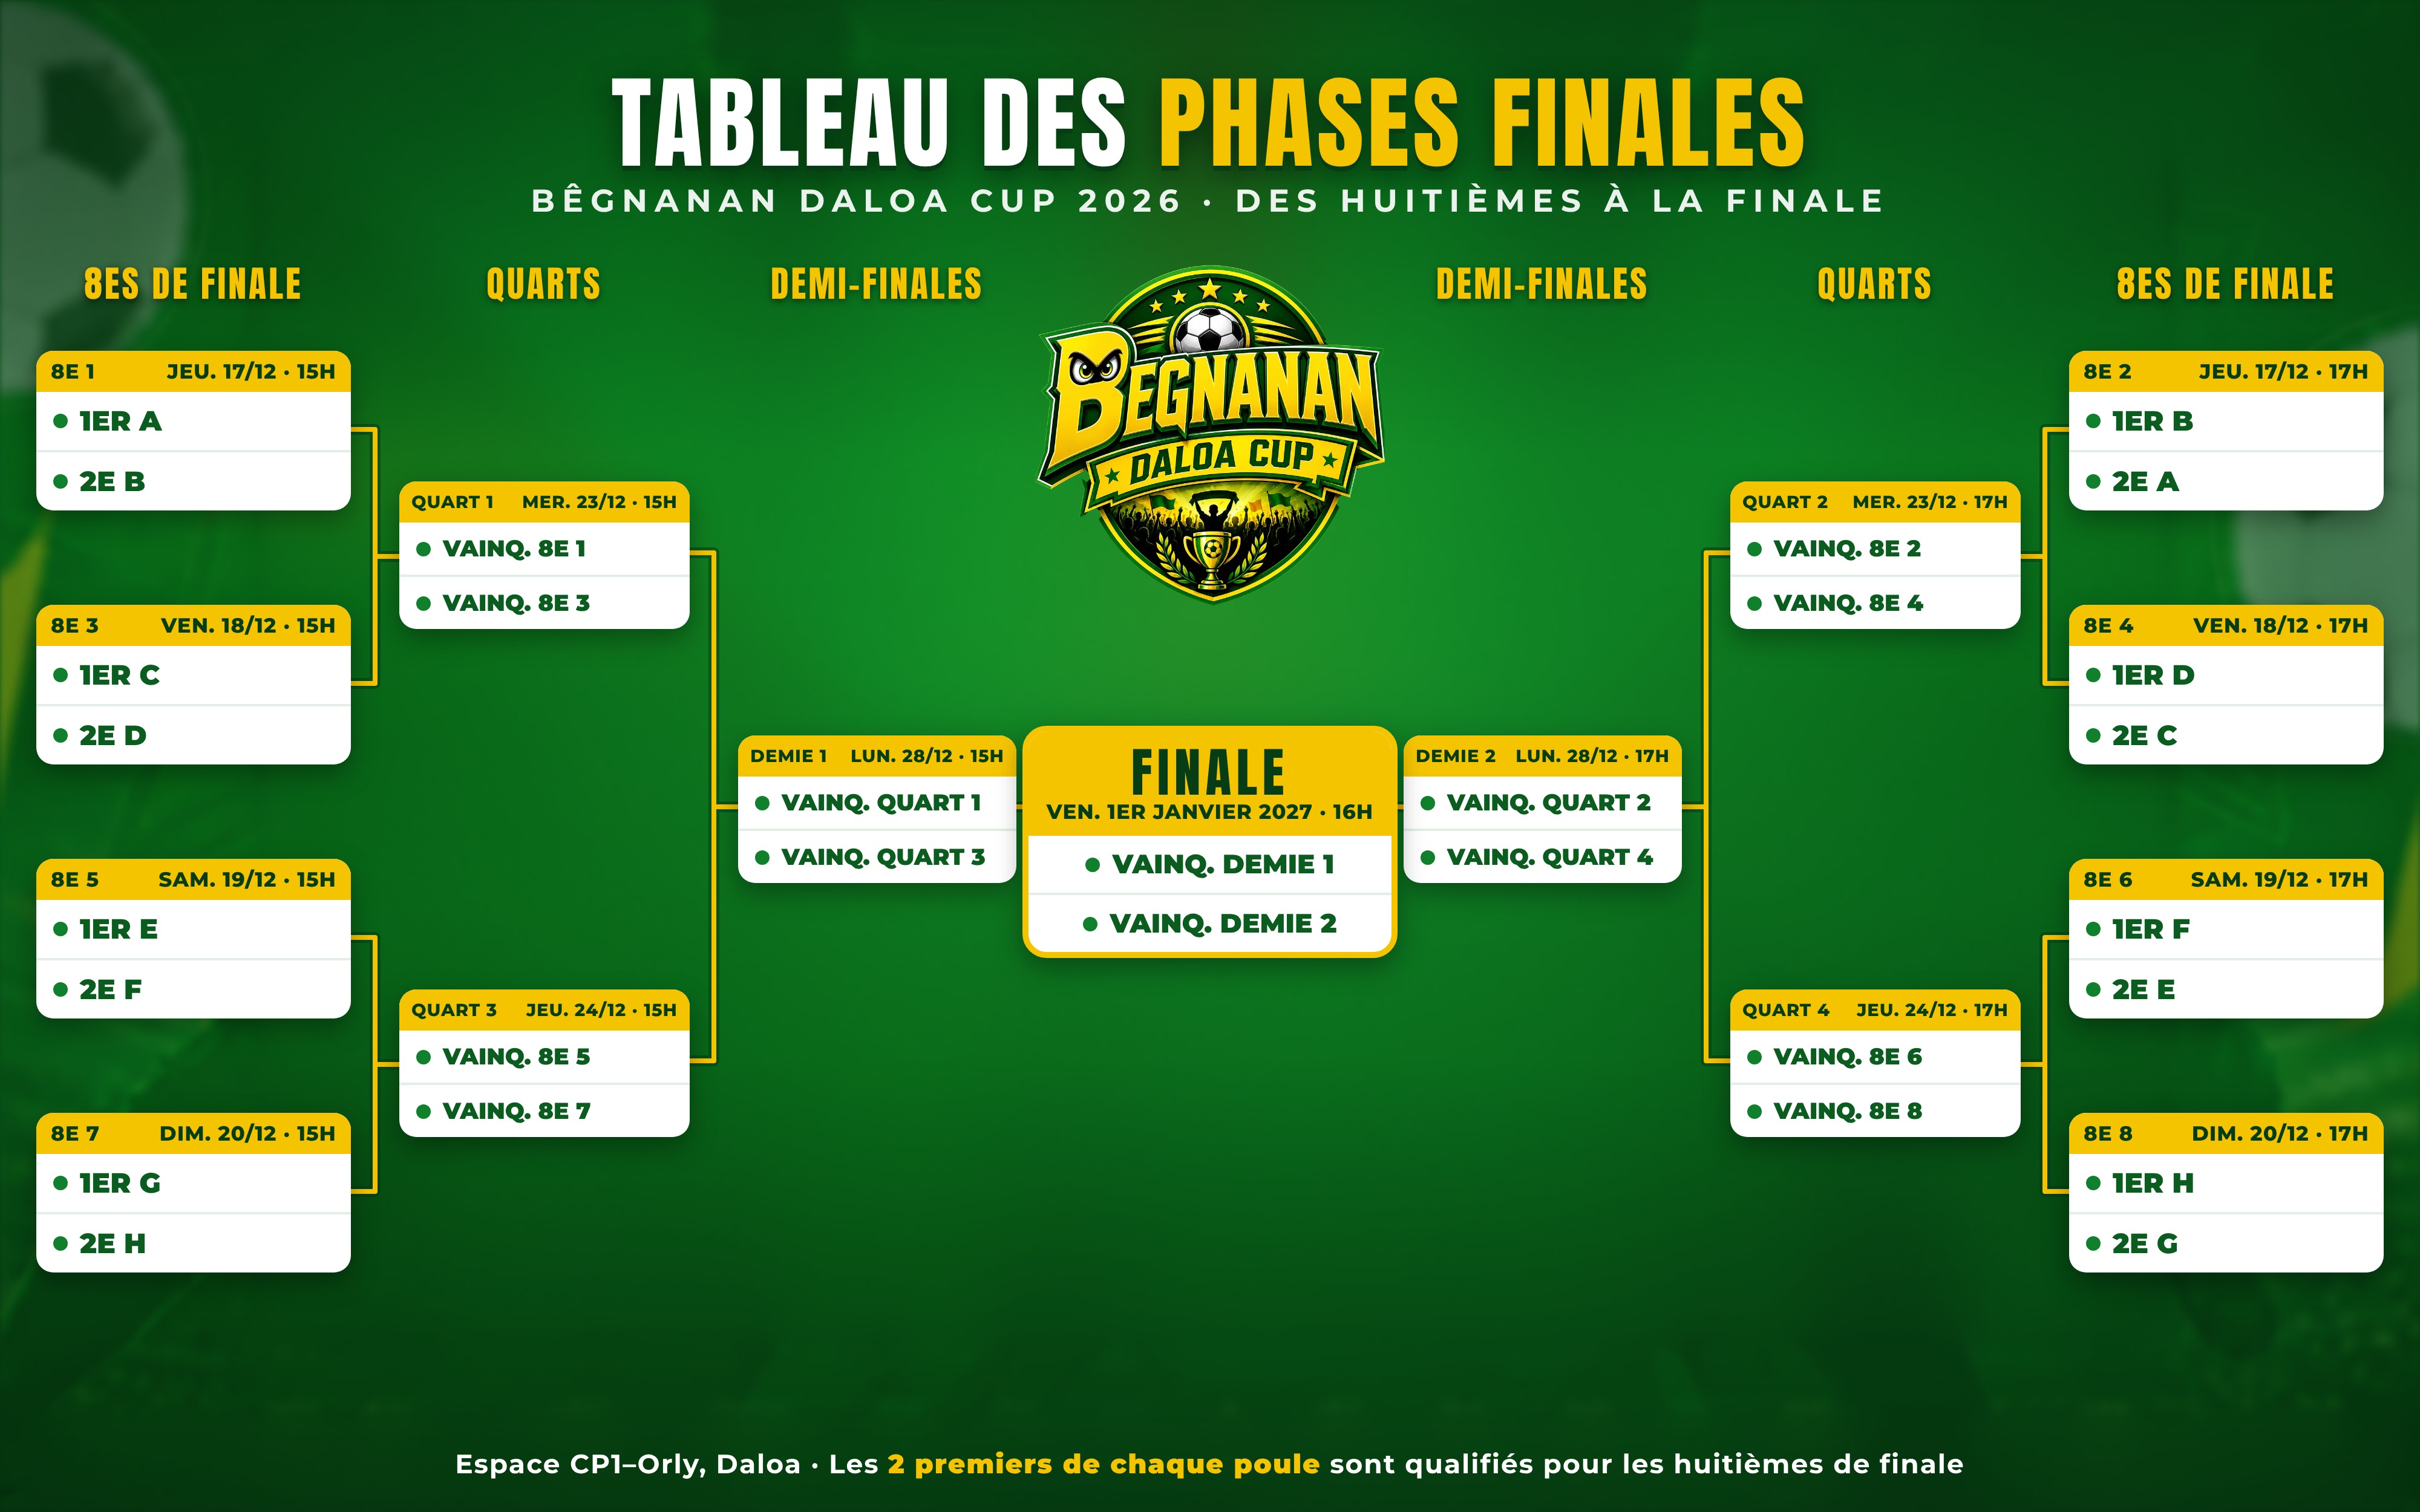 TABLEAU DES PHASES FINALES
BÊGNANAN DALOA CUP 2026 · DES HUITIÈMES À LA FINALE
8ES DE FINALE
QUARTS
DEMI-FINALES
DEMI-FINALES
QUARTS
8ES DE FINALE
BEGNANAN
DALOA CUP
8E 1 JEU. 17/12 · 15H
1ER A
2E B
8E 3 VEN. 18/12 · 15H
1ER C
2E D
8E 5 SAM. 19/12 · 15H
1ER E
2E F
8E 7 DIM. 20/12 · 15H
1ER G
2E H
QUART 1 MER. 23/12 · 15H
VAINQ. 8E 1
VAINQ. 8E 3
QUART 3 JEU. 24/12 · 15H
VAINQ. 8E 5
VAINQ. 8E 7
DEMIE 1 LUN. 28/12 · 15H
VAINQ. QUART 1
VAINQ. QUART 3
FINALE
VEN. 1ER JANVIER 2027 · 16H
VAINQ. DEMIE 1
VAINQ. DEMIE 2
DEMIE 2 LUN. 28/12 · 17H
VAINQ. QUART 2
VAINQ. QUART 4
QUART 2 MER. 23/12 · 17H
VAINQ. 8E 2
VAINQ. 8E 4
QUART 4 JEU. 24/12 · 17H
VAINQ. 8E 6
VAINQ. 8E 8
8E 2 JEU. 17/12 · 17H
1ER B
2E A
8E 4 VEN. 18/12 · 17H
1ER D
2E C
8E 6 SAM. 19/12 · 17H
1ER F
2E E
8E 8 DIM. 20/12 · 17H
1ER H
2E G
Espace CP1–Orly, Daloa · Les 2 premiers de chaque poule sont qualifiés pour les huitièmes de finale